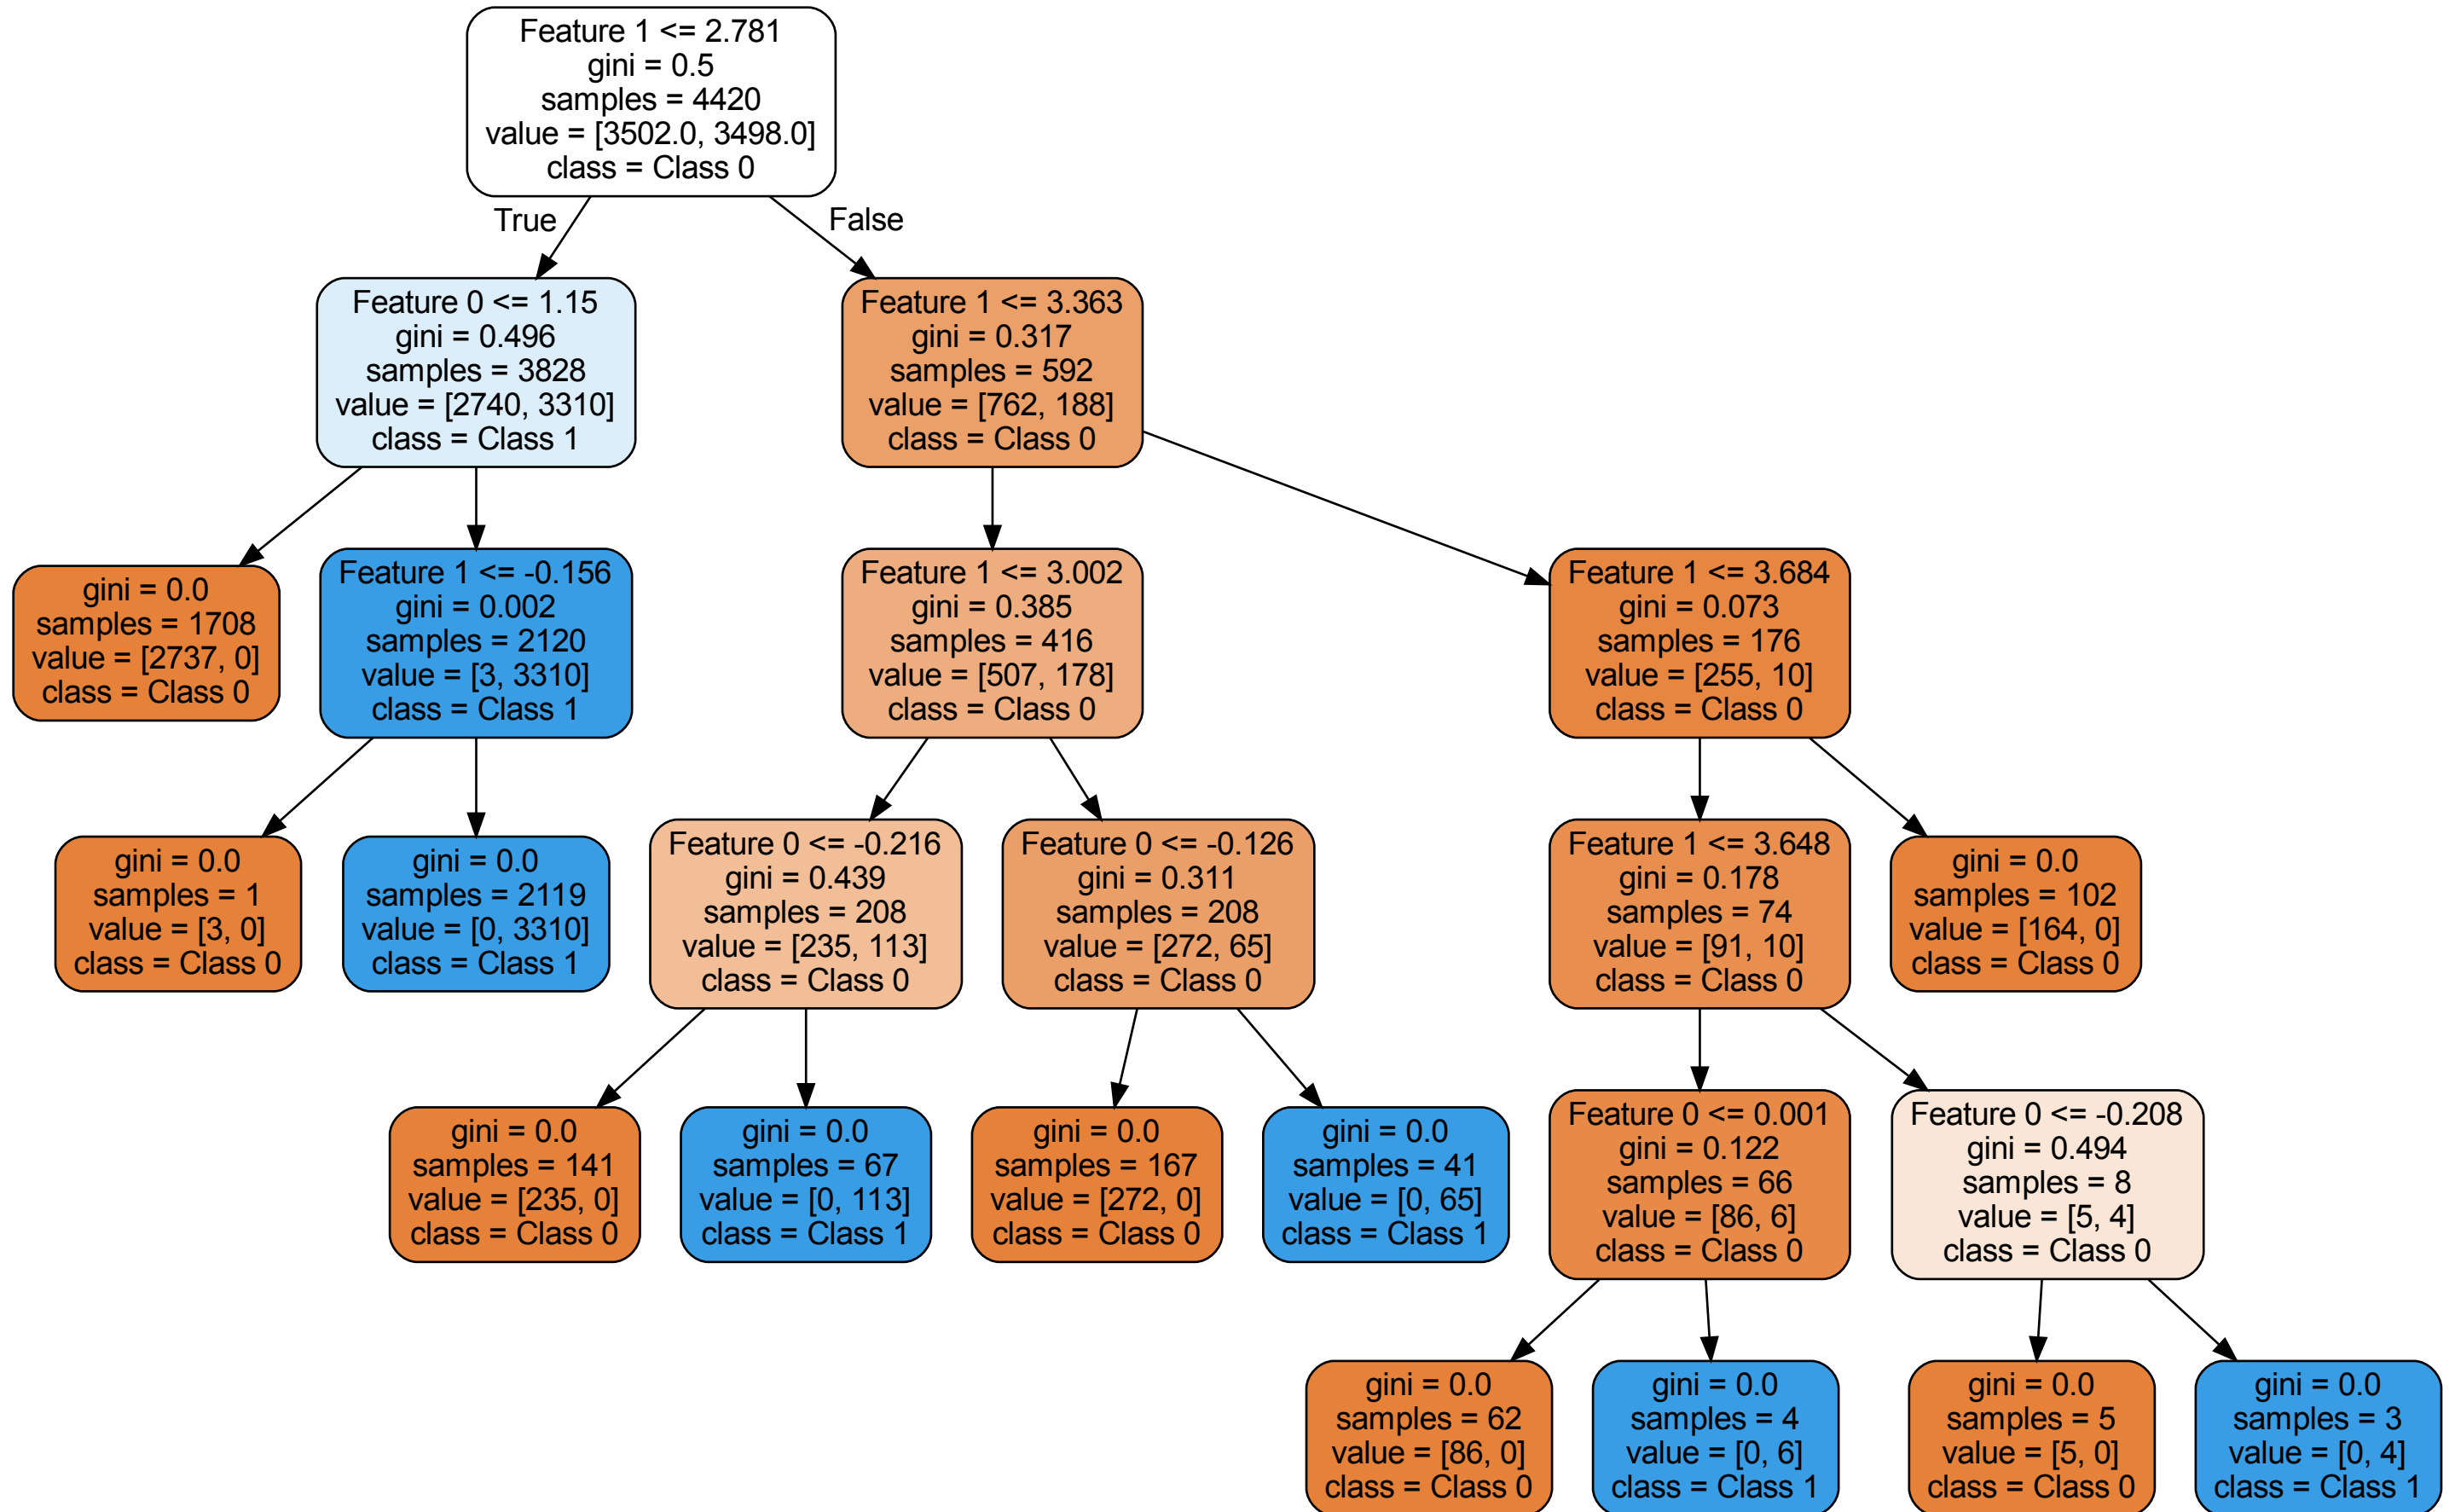 Feature 1 <= 2.781
gini = 0.5
samples = 4420
value = [3502.0, 3498.0]
class = Class 0
True
False
Feature 0 <= 1.15
gini = 0.496
samples = 3828
value = [2740, 3310]
class = Class 1
Feature 1 <= 3.363
gini = 0.317
samples = 592
value = [762, 188]
class = Class 0
gini = 0.0
samples = 1708
value = [2737, 0]
class = Class 0
Feature 1 <= -0.156
gini = 0.002
samples = 2120
value = [3, 3310]
class = Class 1
Feature 1 <= 3.002
gini = 0.385
samples = 416
value = [507, 178]
class = Class 0
Feature 1 <= 3.684
gini = 0.073
samples = 176
value = [255, 10]
class = Class 0
gini = 0.0
samples = 1
value = [3, 0]
class = Class 0
gini = 0.0
samples = 2119
value = [0, 3310]
class = Class 1
Feature 0 <= -0.216
gini = 0.439
samples = 208
value = [235, 113]
class = Class 0
Feature 0 <= -0.126
gini = 0.311
samples = 208
value = [272, 65]
class = Class 0
Feature 1 <= 3.648
gini = 0.178
samples = 74
value = [91, 10]
class = Class 0
gini = 0.0
samples = 102
value = [164, 0]
class = Class 0
gini = 0.0
samples = 141
value = [235, 0]
class = Class 0
gini = 0.0
samples = 67
value = [0, 113]
class = Class 1
gini = 0.0
samples = 167
value = [272, 0]
class = Class 0
gini = 0.0
samples = 41
value = [0, 65]
class = Class 1
Feature 0 <= 0.001
gini = 0.122
samples = 66
value = [86, 6]
class = Class 0
Feature 0 <= -0.208
gini = 0.494
samples = 8
value = [5, 4]
class = Class 0
gini = 0.0
samples = 62
value = [86, 0]
class = Class 0
gini = 0.0
samples = 4
value = [0, 6]
class = Class 1
gini = 0.0
samples = 5
value = [5, 0]
class = Class 0
gini = 0.0
samples = 3
value = [0, 4]
class = Class 1